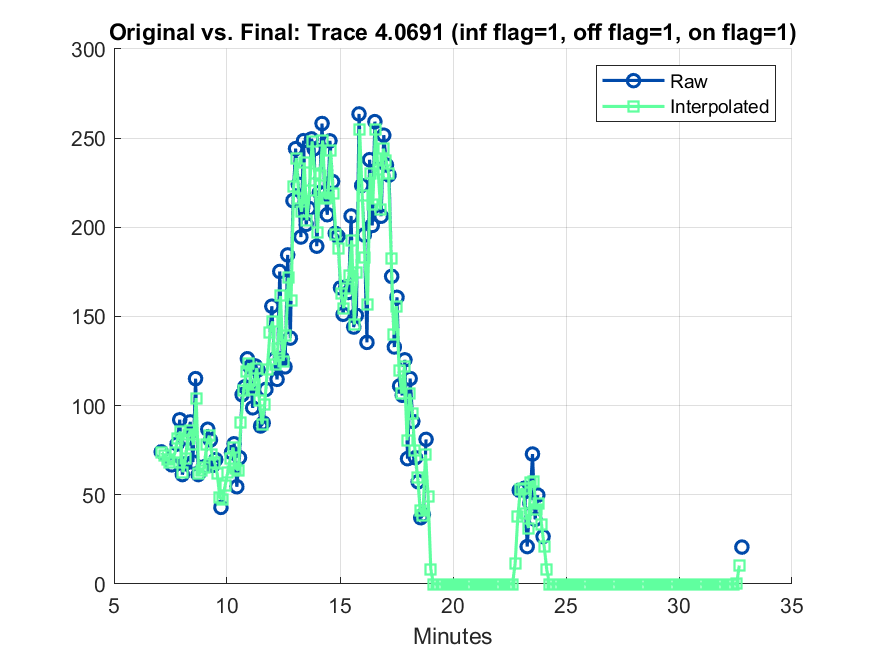 Original vs. Final: Trace 4.0691 (inf flag=1, off flag=1, on flag=1)
300
250
200
150
100
50
0
5 10 15 20 25 30 35
Minutes
Raw
Interpolated